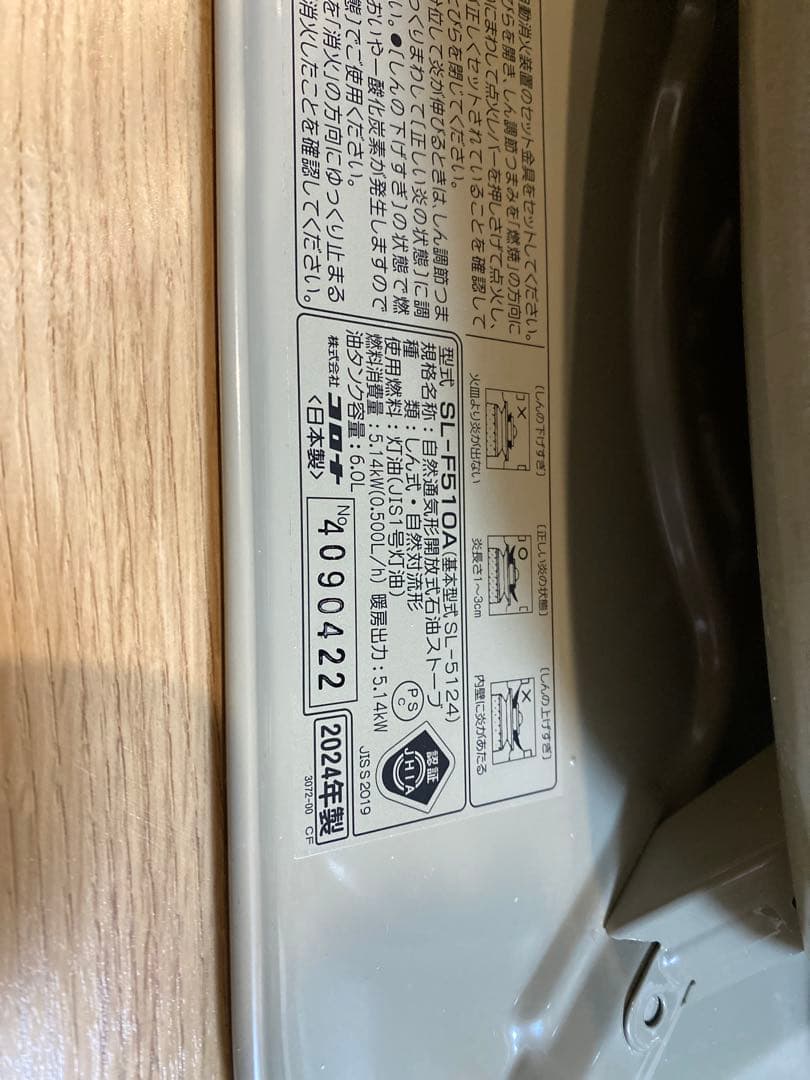 自動消火装置のセット金具をセットしてください。
びらを開き、しん調節つまみを「燃焼」の方向に
にまわして点火レバーを押しさげて点火し、
正しくセットされていることを確認して
とびらを閉じてください。
分位して炎が伸びるときは、しん調節つま
っくりまわして[正しい炎の状態]に調
い。●[しんの下げすぎ]の状態で燃
おいや一酸化炭素が発生しますので
態]でご使用ください。
を「消火」の方向にゆっくり止まる
消火したことを確認してください。
[しんの下げすぎ]
火皿より炎が出ない
[正しい炎の状態]
炎長さ1～3cm
[しんの上げすぎ]
内壁に炎があたる
型式 SL-F510A(基本型式 SL-5124)
規格名称:自然通気形開放式石油ストーブ
種 類:しん式・自然対流形
使用燃料:灯油(JIS1号灯油)
燃料消費量:5.14kW(0.500L/h) 暖房出力:5.14kW
油タンク容量:6.0L
株式会社 コロナ
<日本製>
No. 4090422
PS
C
認証
JHIA
JIS S 2019
2024年製
3072-00 CF